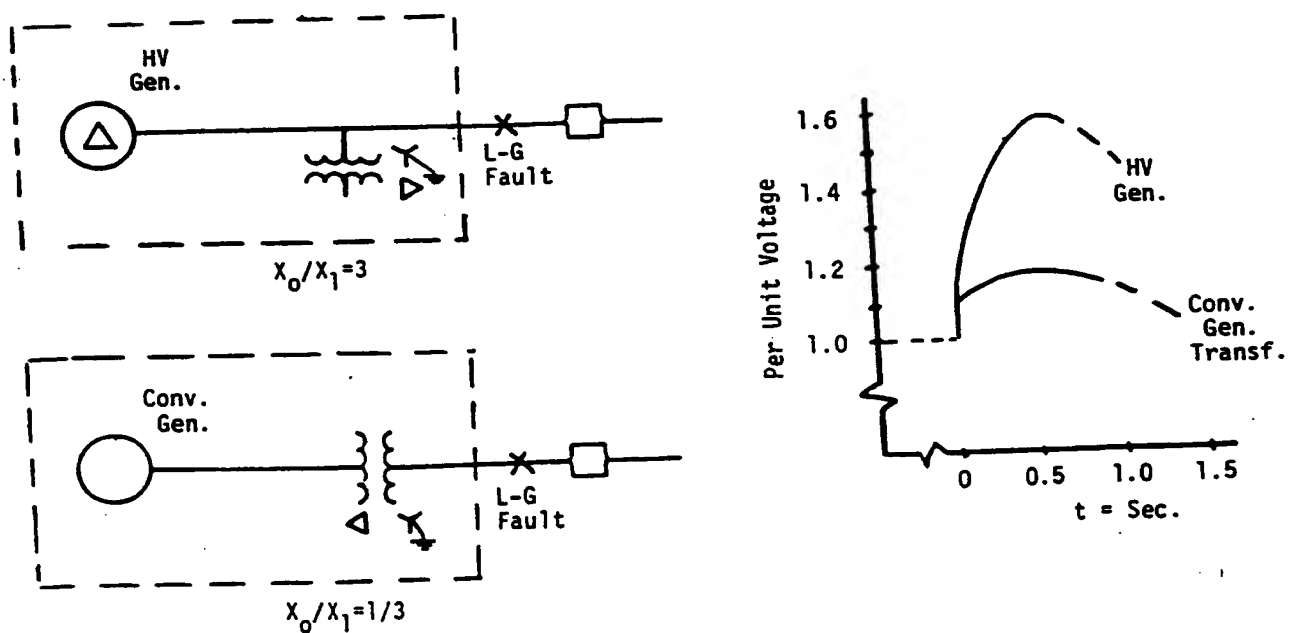 HV
Gen.
L-G
Fault
X₀/X₁=3
Conv.
Gen.
L-G
Fault
X₀/X₁=1/3
Per Unit Voltage
1.6
1.4
1.2
1.0
HV
Gen.
Conv.
Gen.
Transf.
0 0.5 1.0 1.5
t = Sec.